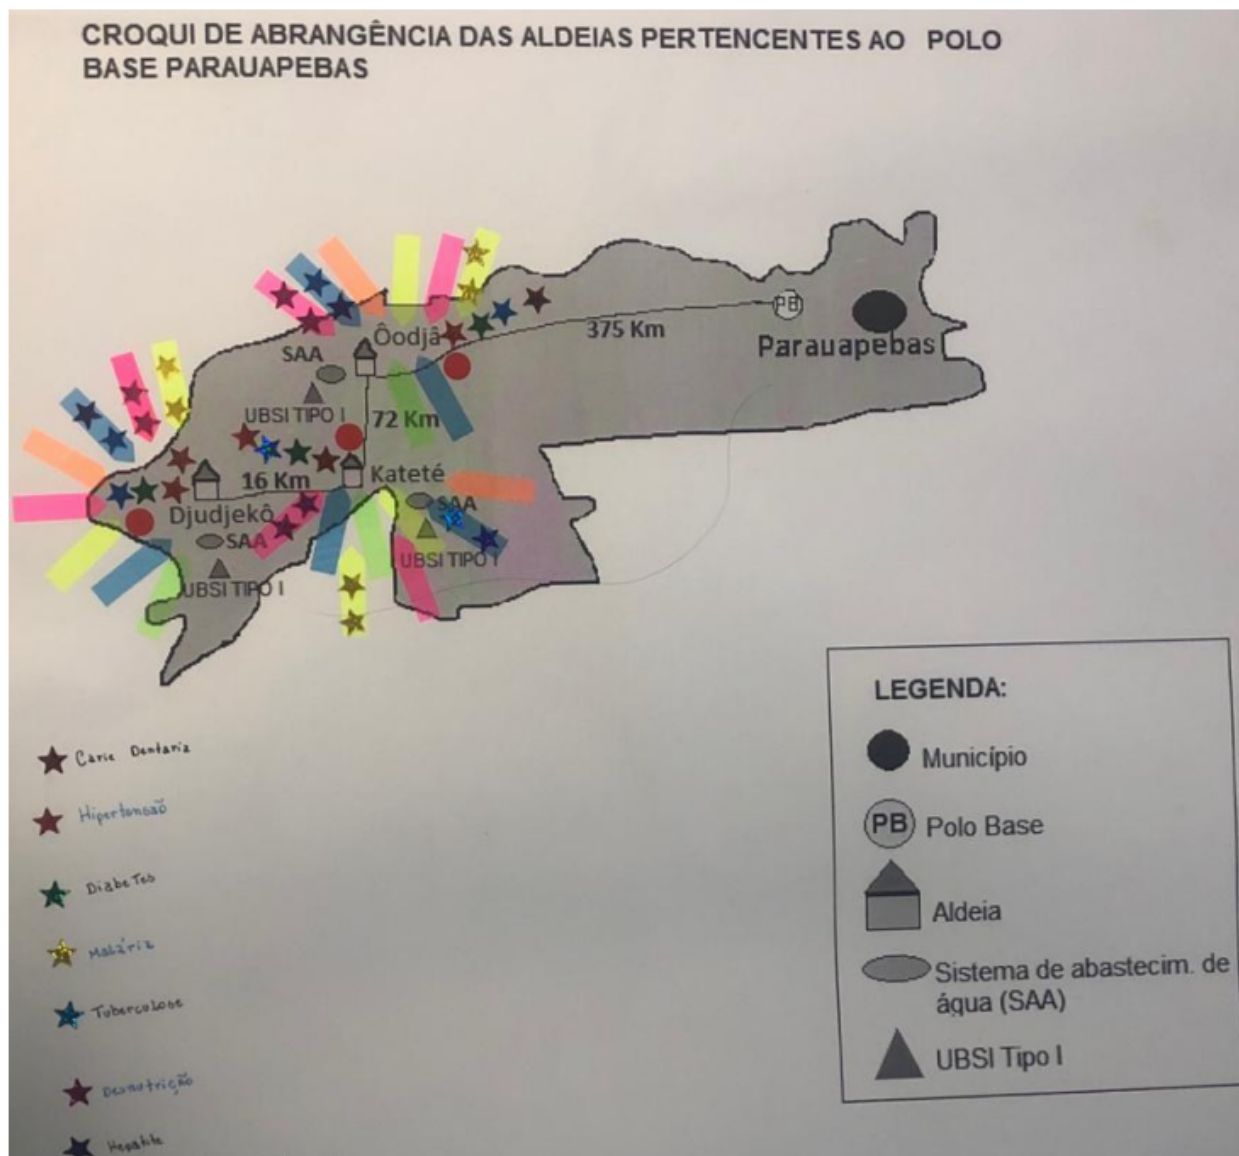 CROQUI DE ABRANGÊNCIA DAS ALDEIAS PERTENCENTES AO POLO
BASE PARAUAPEBAS
Ôodjâ
375 Km
PB
Parauapebas
SAA
UBSI TIPO I
72 Km
16 Km
Kateté
SAA
UBSI TIPO I
Djudjekô
SAA
UBSI TIPO I
LEGENDA:
Município
PB Polo Base
Aldeia
Sistema de abastecim. de
água (SAA)
UBSI Tipo I
Carie Dentaria
Hipertensão
Diabetes
Malária
Tuberculose
Desnutrição
Hepatite